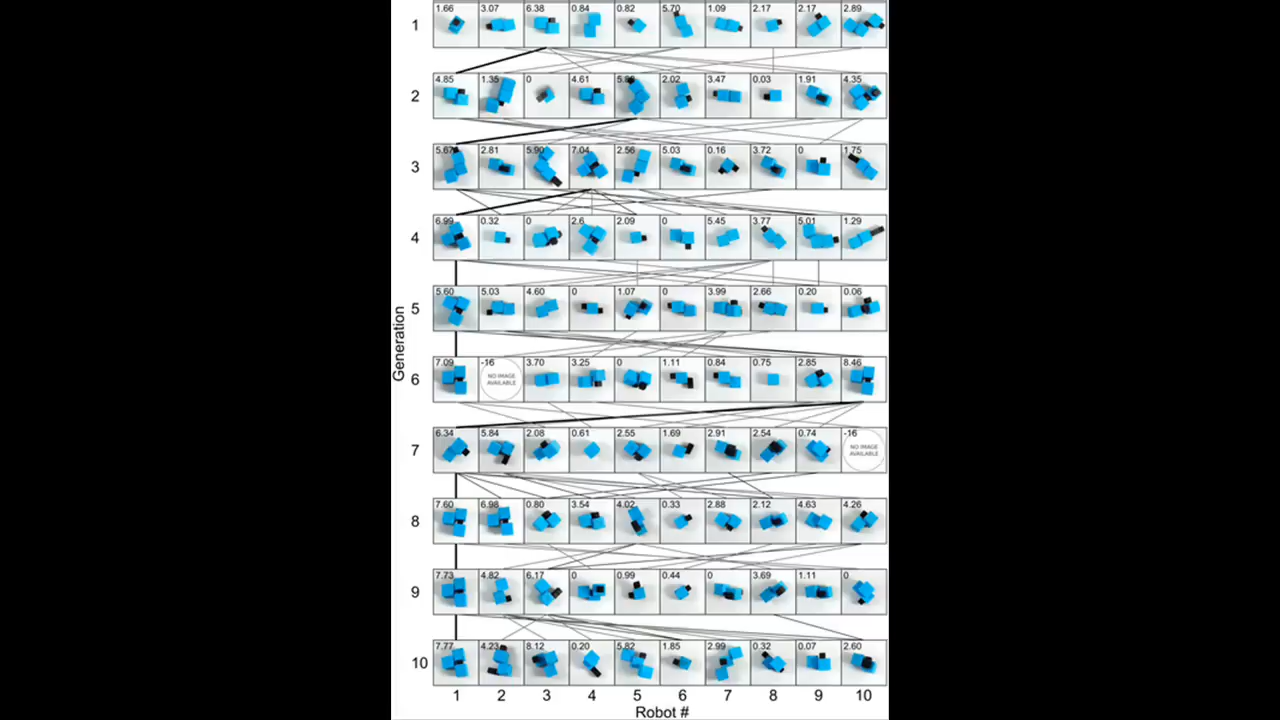 1.66 3.07 6.38 0.84 0.82 5.70 1.09 2.17 2.17 2.89
1
4.85 1.35 0 4.61 2.02 3.47 0.03 1.91 4.35
2
5.67 2.81 5.90 7.04 2.56 5.03 0.16 3.72 0 1.75
3
6.99 0.32 0 2.6 2.09 0 5.45 3.77 5.01 1.29
4
5.60 5.03 4.60 0 1.07 0 3.99 2.66 0.20 0.06
5
Generation
7.09 -16 3.70 3.25 0 1.11 0.84 0.75 2.85 8.46
6
NO IMAGE
AVAILABLE
6.34 5.84 2.08 0.61 2.55 1.69 2.91 2.54 0.74 -16
7
NO IMAGE
AVAILABLE
7.60 6.98 0.80 3.54 4.02 0.33 2.88 2.12 4.63 4.26
8
7.73 4.82 6.17 0 0.99 0.44 0 3.69 1.11 0
9
7.77 4.23 8.12 0.20 5.82 1.85 2.99 0.32 0.07 2.60
10
1 2 3 4 5 6 7 8 9 10
Robot #